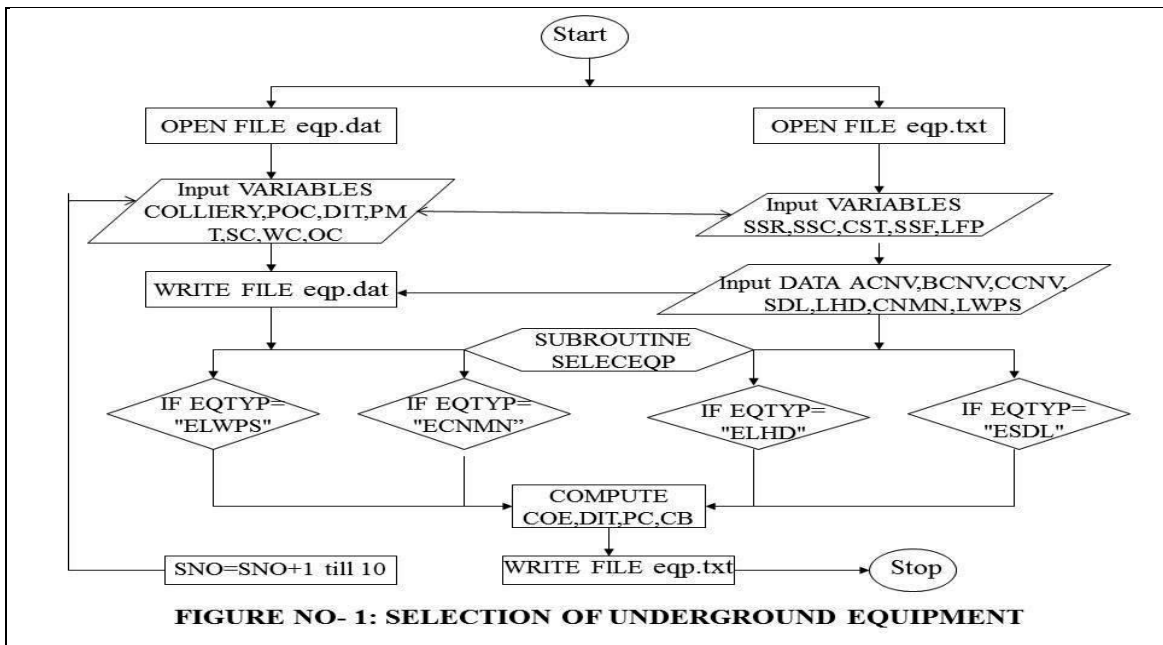 Start
OPEN FILE eqp.dat
OPEN FILE eqp.txt
Input VARIABLES
COLLIERY,POC,DIT,PM
T,SC,WC,OC
Input VARIABLES
SSR,SSC,CST,SSF,LFP
WRITE FILE eqp.dat
Input DATA ACNV,BCNV,CCNV,
SDL,LHD,CNMN,LWPS
SUBROUTINE
SELECEQP
IF EQTYP=
"ELWPS"
IF EQTYP=
"ECNMN”
IF EQTYP=
"ELHD"
IF EQTYP=
"ESDL"
COMPUTE
COE,DIT,PC,CB
SNO=SNO+1 till 10
WRITE FILE eqp.txt
Stop
FIGURE NO- 1: SELECTION OF UNDERGROUND EQUIPMENT